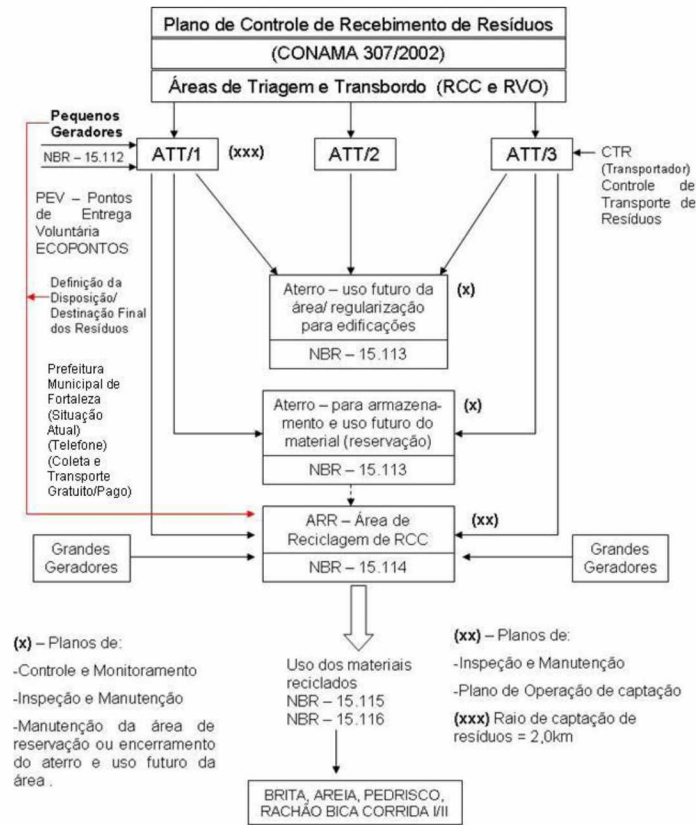 Plano de Controle de Recebimento de Resíduos
(CONAMA 307/2002)
Áreas de Triagem e Transbordo (RCC e RVO)
Pequenos
Geradores
NBR – 15.112
ATT/1
(xxx)
ATT/2
ATT/3
CTR
(Transportador)
Controle de
Transporte de
Resíduos
PEV – Pontos
de Entrega
Voluntária
ECOPONTOS
Definição da
Disposição/
Destinação Final
dos Resíduos
Aterro – uso futuro da
área/ regularização
para edificações
NBR – 15.113
(x)
Prefeitura
Municipal de
Fortaleza
(Situação
Atual)
(Telefone)
(Coleta e
Transporte
Gratuito/Pago)
Aterro – para armazena-
mento e uso futuro do
material (reservação)
NBR – 15.113
(x)
ARR – Área de
Reciclagem de RCC
NBR – 15.114
(xx)
Grandes
Geradores
Grandes
Geradores
(x) – Planos de:
-Controle e Monitoramento
-Inspeção e Manutenção
-Manutenção da área de
reservação ou encerramento
do aterro e uso futuro da
área .
Uso dos materiais
reciclados
NBR – 15.115
NBR – 15.116
(xx) – Planos de:
-Inspeção e Manutenção
-Plano de Operação de captação
(xxx) Raio de captação de
resíduos = 2,0km
BRITA, AREIA, PEDRISCO,
RACHÃO BICA CORRIDA I/II